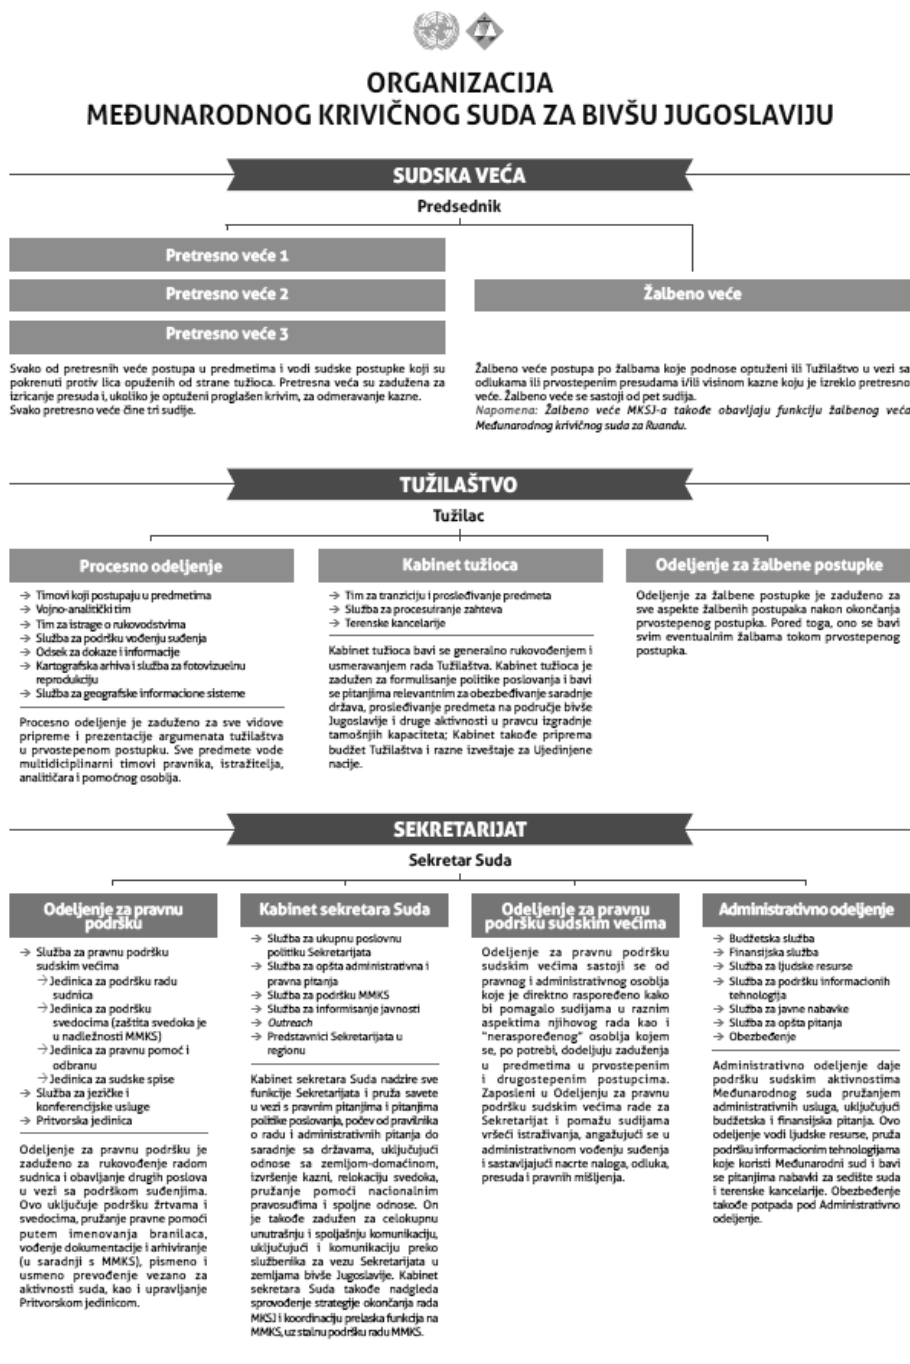 ORGANIZACIJA
MEĐUNARODNOG KRIVIČNOG SUDA ZA BIVŠU JUGOSLAVIJU
SUDSKA VEĆA
Predsednik
Pretresno veće 1
Pretresno veće 2
Pretresno veće 3
Svako od pretresnih veće postupa u predmetima i vodi sudske postupke koji su
pokrenuti protiv lica opuženih od strane tužioca. Pretresna veća su zadužena za
izricanje presuda i, ukoliko je optuženi proglašen krivim, za odmeravanje kazne.
Svako pretresno veće čine tri sudije.
Žalbeno veće
Žalbeno veće postupa po žalbama koje podnose optuženi ili Tužilaštvo u vezi sa
odlukama ili prvostepenim presudama i/ili visinom kazne koju je izreklo pretresno
veće. Žalbeno veće se sastoji od pet sudija.
Napomena: Žalbeno veće MKSJ-a takođe obavljaju funkciju žalbenog veća
Međunarodnog krivičnog suda za Ruandu.
TUŽILAŠTVO
Tužilac
Procesno odeljenje
→ Timovi koji postupaju u predmetima
→ Vojno-analitički tim
→ Tim za istrage o rukovodstvima
→ Služba za podršku vođenju suđenja
→ Odsek za dokaze i informacije
→ Kartografska arhiva i služba za fotovizuelnu
reprodukciju
→ Služba za geografske informacione sisteme
Procesno odeljenje je zaduženo za sve vidove
pripreme i prezentacije argumenata tužilaštva
u prvostepenom postupku. Sve predmete vode
multidiciplinarni timovi pravnika, istražitelja,
analitičara i pomoćnog osoblja.
Kabinet tužioca
→ Tim za tranziciju i prosleđivanje predmeta
→ Služba za procesuiranje zahteva
→ Terenske kancelarije
Kabinet tužioca bavi se generalno rukovođenjem i
usmeravanjem rada Tužilaštva. Kabinet tužioca je
zadužen za formulisanje politike poslovanja i bavi
se pitanjima relevantnim za obezbeđivanje saradnje
država, prosleđivanje predmeta na područje bivše
Jugoslavije i druge aktivnosti u pravcu izgradnje
tamošnjih kapaciteta; Kabinet takođe priprema
budžet Tužilaštva i razne izveštaje za Ujedinjene
nacije.
Odeljenje za žalbene postupke
Odeljenje za žalbene postupke je zaduženo za
sve aspekte žalbenih postupaka nakon okončanja
prvostepenog postupka. Pored toga, ono se bavi
svim eventualnim žalbama tokom prvostepenog
postupka.
SEKRETARIJAT
Sekretar Suda
Odeljenje za pravnu
podršku
→ Služba za pravnu podršku
sudskim većima
→ Jedinica za podršku radu
sudnica
→ Jedinica za podršku
svedocima (zaštita svedoka je
u nadležnosti MMKS)
→ Jedinica za pravnu pomoć i
odbranu
→ Jedinica za sudske spise
→ Služba za jezičke i
konferencijske usluge
→ Pritvorska jedinica
Odeljenje za pravnu podršku je
zaduženo za rukovođenje radom
sudnica i obavljanje drugih poslova
u vezi sa podrškom suđenjima.
Ovo uključuje podršku žrtvama i
svedocima, pružanje pravne pomoći
putem imenovanja branilaca,
vođenje dokumentacije i arhiviranje
(u saradnji s MMKS), pismeno i
usmeno prevođenje vezano za
aktivnosti suda, kao i upravljanje
Pritvorskom jedinicom.
Kabinet sekretara Suda
→ Služba za ukupnu poslovnu
politiku Sekretarijata
→ Služba za opšta administrativna i
pravna pitanja
→ Služba za podršku MMKS
→ Služba za informisanje javnosti
→ Outreach
→ Predstavnici Sekretarijata u
regionu
Kabinet sekretara Suda nadzire sve
funkcije Sekretarijata i pruža savete
u vezi s pravnim pitanjima i pitanjima
politike poslovanja, počev od pravilnika
o radu i administrativnih pitanja do
saradnje sa državama, uključujući
odnose sa zemljom-domaćinom,
izvršenje kazni, relokaciju svedoka,
pružanje pomoći nacionalnim
pravosuđima i spoljne odnose. On
je takođe zadužen za celokupnu
unutrašnju i spoljašnju komunikaciju,
uključujući i komunikaciju preko
službenika za vezu Sekretarijata u
zemljama bivše Jugoslavije. Kabinet
sekretara Suda takođe nadgleda
sprovođenje strategije okončanja rada
MKSJ i koordinaciju prelaska funkcija na
MMKS, uz stalnu podršku radu MMKS.
Odeljenje za pravnu
podršku sudskim većima
Odeljenje za pravnu podršku
sudskim većima sastoji se od
pravnog i administrativnog osoblja
koje je direktno raspoređeno kako
bi pomagalo sudijama u raznim
aspektima njihovog rada kao i
"neraspoređenog" osoblja kojem
se, po potrebi, dodeljuju zaduženja
u predmetima u prvostepenim
i drugostepenim postupcima.
Zaposleni u Odeljenju za pravnu
podršku sudskim većima rade za
Sekretarijat i pomažu sudijama
vršeći istraživanja, angažujući se u
administrativnom vođenju suđenja
i sastavljajući nacrte naloga, odluka,
presuda i pravnih mišljenja.
Administrativno odeljenje
→ Budžetska služba
→ Finansijska služba
→ Služba za ljudske resurse
→ Služba za podršku informacionih
tehnologija
→ Služba za javne nabavke
→ Služba za opšta pitanja
→ Obezbeđenje
Administrativno odeljenje daje
podršku sudskim aktivnostima
Međunarodnog suda pružanjem
administrativnih usluga, uključujući
budžetska i finansijska pitanja. Ovo
odeljenje vodi ljudske resurse, pruža
podršku informacionim tehnologijama
koje koristi Međunarodni sud i bavi
se pitanjima nabavki za sedište suda
i terenske kancelarije. Obezbeđenje
takođe potpada pod Administrativno
odeljenje.